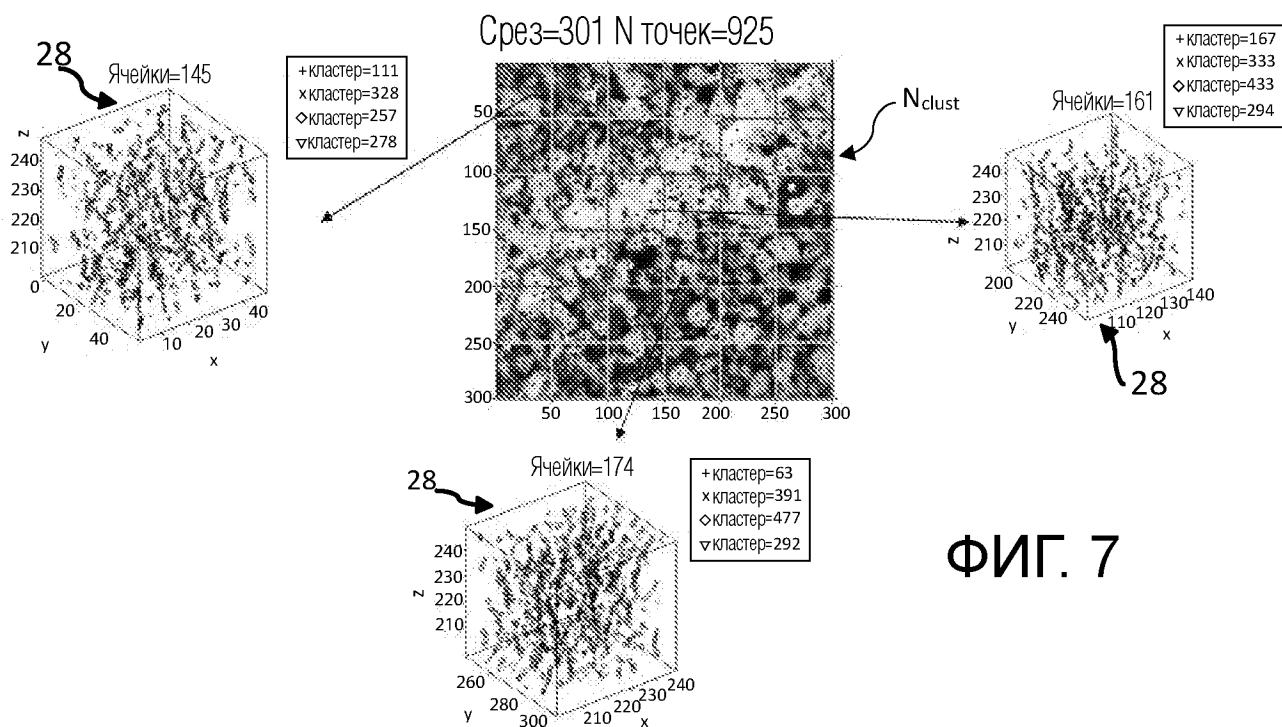 Срез=301 N точек=925
28
Ячейки=145
+кластер=111
×кластер=328
◇кластер=257
▽кластер=278
z
240
230
220
210
0
20
40
y
10
20
30
40
x
50
100
150
200
250
300
50
100
150
200
250
300
N_clust
+кластер=167
×кластер=333
◇кластер=433
▽кластер=294
Ячейки=161
z
240
230
220
210
200
220
240
y
110
120
130
140
x
28
Ячейки=174
28
+кластер=63
×кластер=391
◇кластер=477
▽кластер=292
z
240
230
220
210
260
280
300
y
210
220
230
240
x
ФИГ. 7